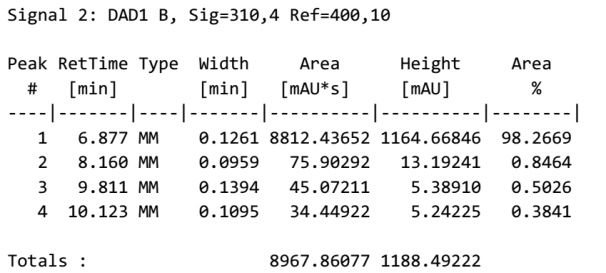 Signal 2: DAD1 B, Sig=310,4 Ref=400,10
Peak RetTime Type  Width     Area      Height     Area
  #   [min]        [min]   [mAU*s]     [mAU]        %
----|-------|----|-------|----------|----------|--------|
   1   6.877 MM    0.1261 8812.43652 1164.66846  98.2669
   2   8.160 MM    0.0959   75.90292   13.19241   0.8464
   3   9.811 MM    0.1394   45.07211    5.38910   0.5026
   4  10.123 MM    0.1095   34.44922    5.24225   0.3841
Totals :                  8967.86077 1188.49222